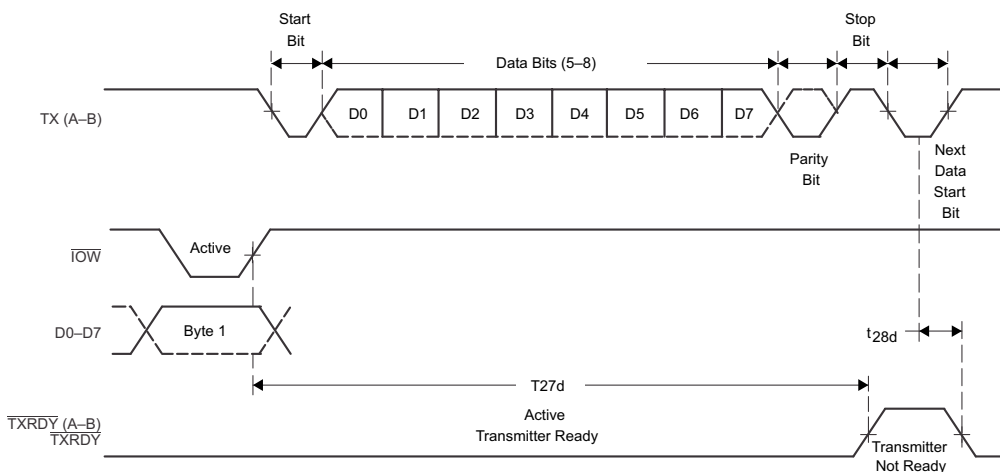 Start
Bit
Data Bits (5–8)
Stop
Bit
TX (A–B)
D0
D1
D2
D3
D4
D5
D6
D7
Parity
Bit
Next
Data
Start
Bit
IOW
Active
D0–D7
Byte 1
t28d
T27d
TXRDY (A–B)
TXRDY
Active
Transmitter Ready
Transmitter
Not Ready